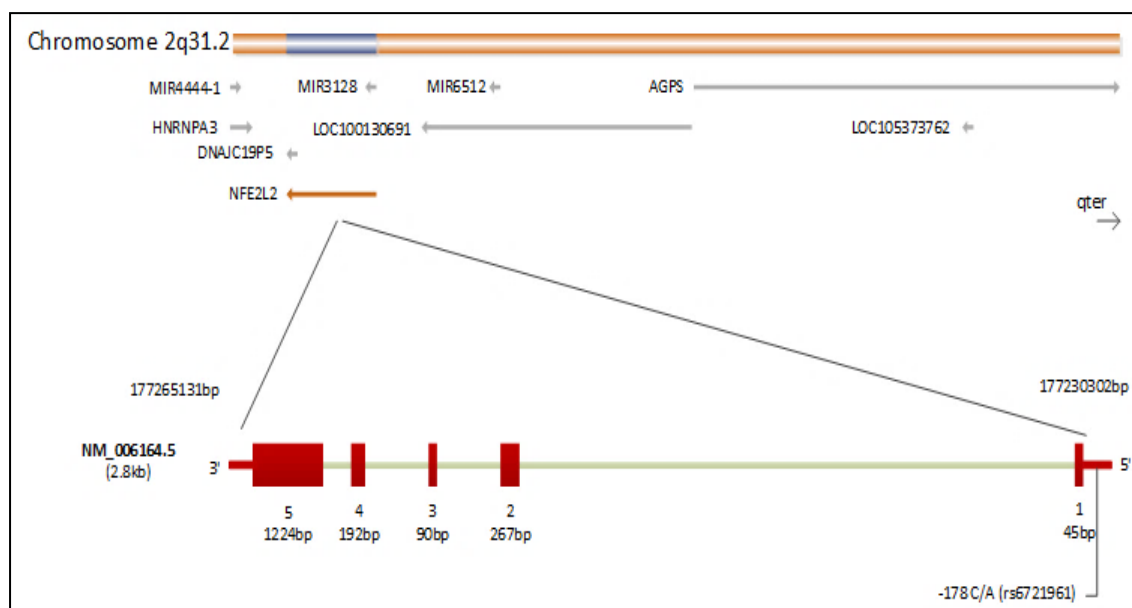 Chromosome 2q31.2
MIR4444-1
MIR3128
MIR6512
AGPS
HNRNPA3
LOC100130691
LOC105373762
DNAJC19P5
NFE2L2
qter
177265131bp
177230302bp
NM_006164.5
(2.8kb)
3'
5'
5
4
3
2
1
1224bp
192bp
90bp
267bp
45bp
-178 C/A (rs6721961)